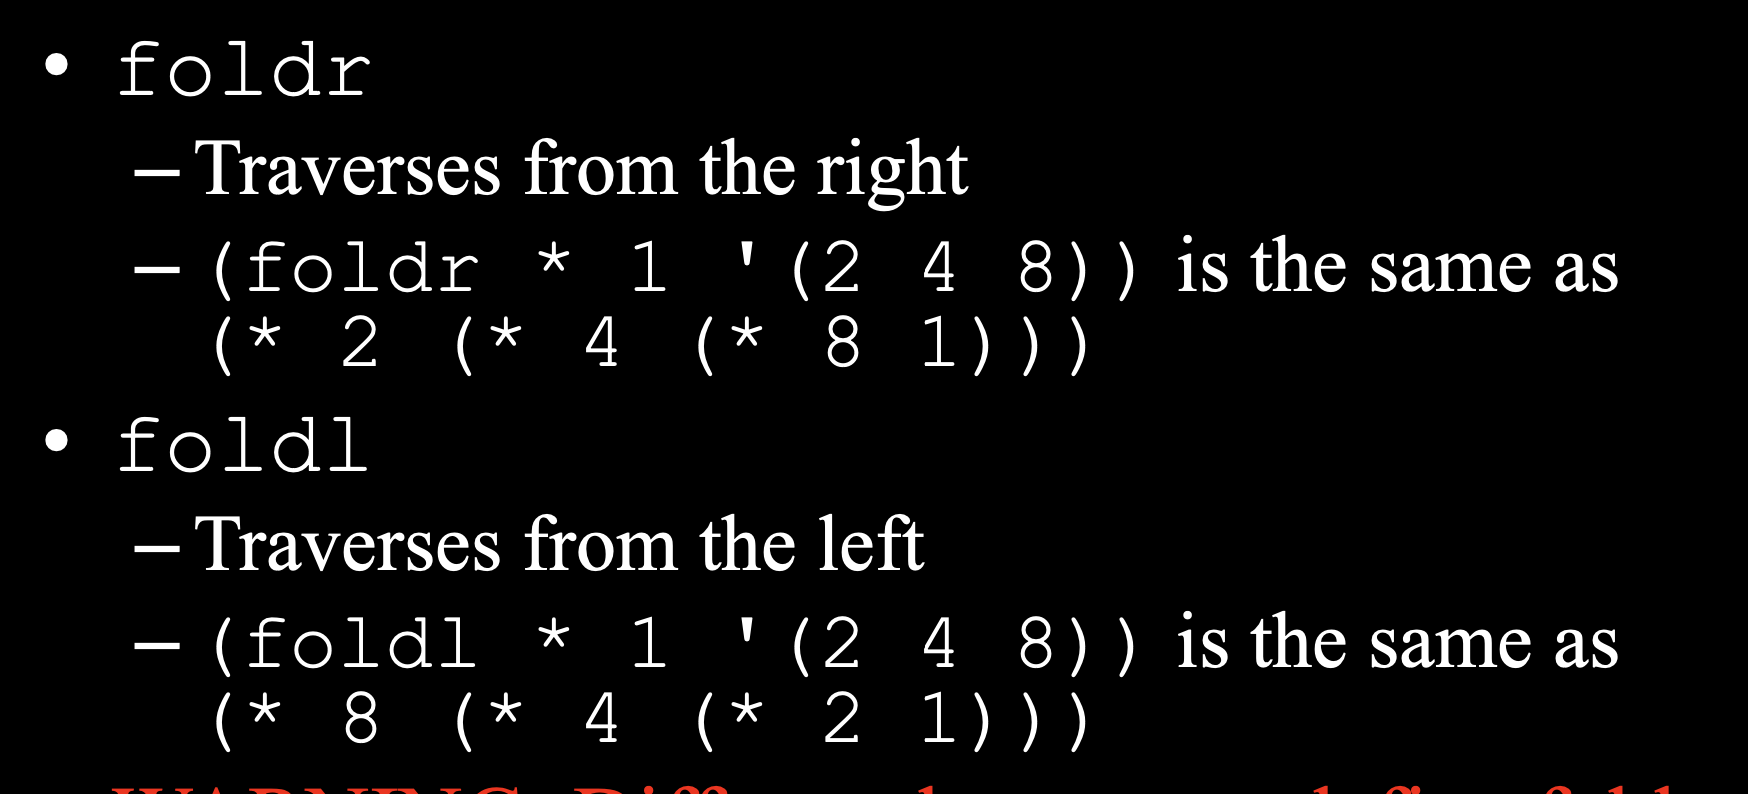 • foldr
– Traverses from the right
– (foldr * 1 '(2 4 8)) is the same as
(* 2 (* 4 (* 8 1)))
• foldl
– Traverses from the left
– (foldl * 1 '(2 4 8)) is the same as
(* 8 (* 4 (* 2 1)))
WARNING: